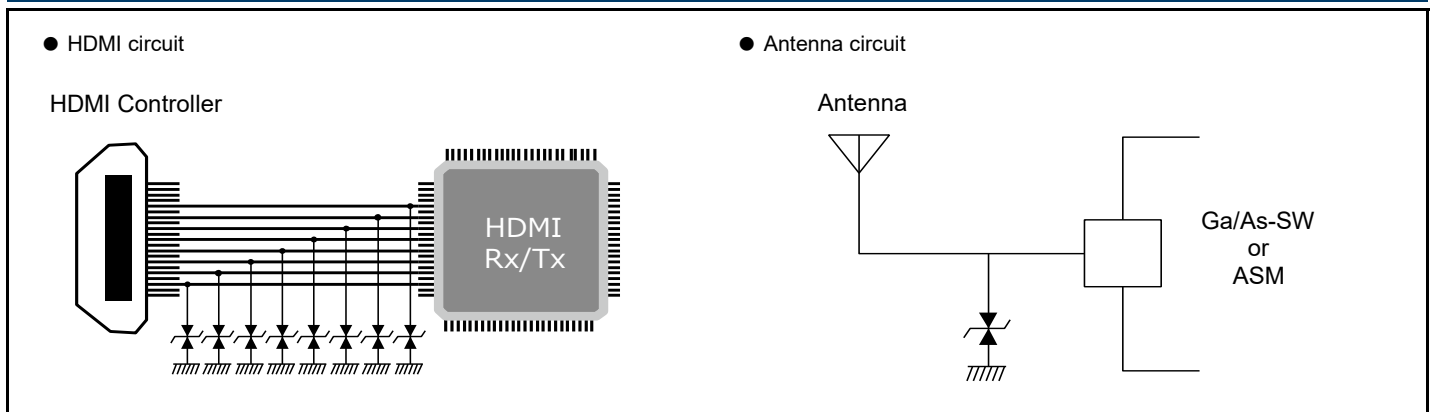 ● HDMI circuit
● Antenna circuit
HDMI Controller
HDMI
Rx/Tx
Antenna
Ga/As-SW
or
ASM